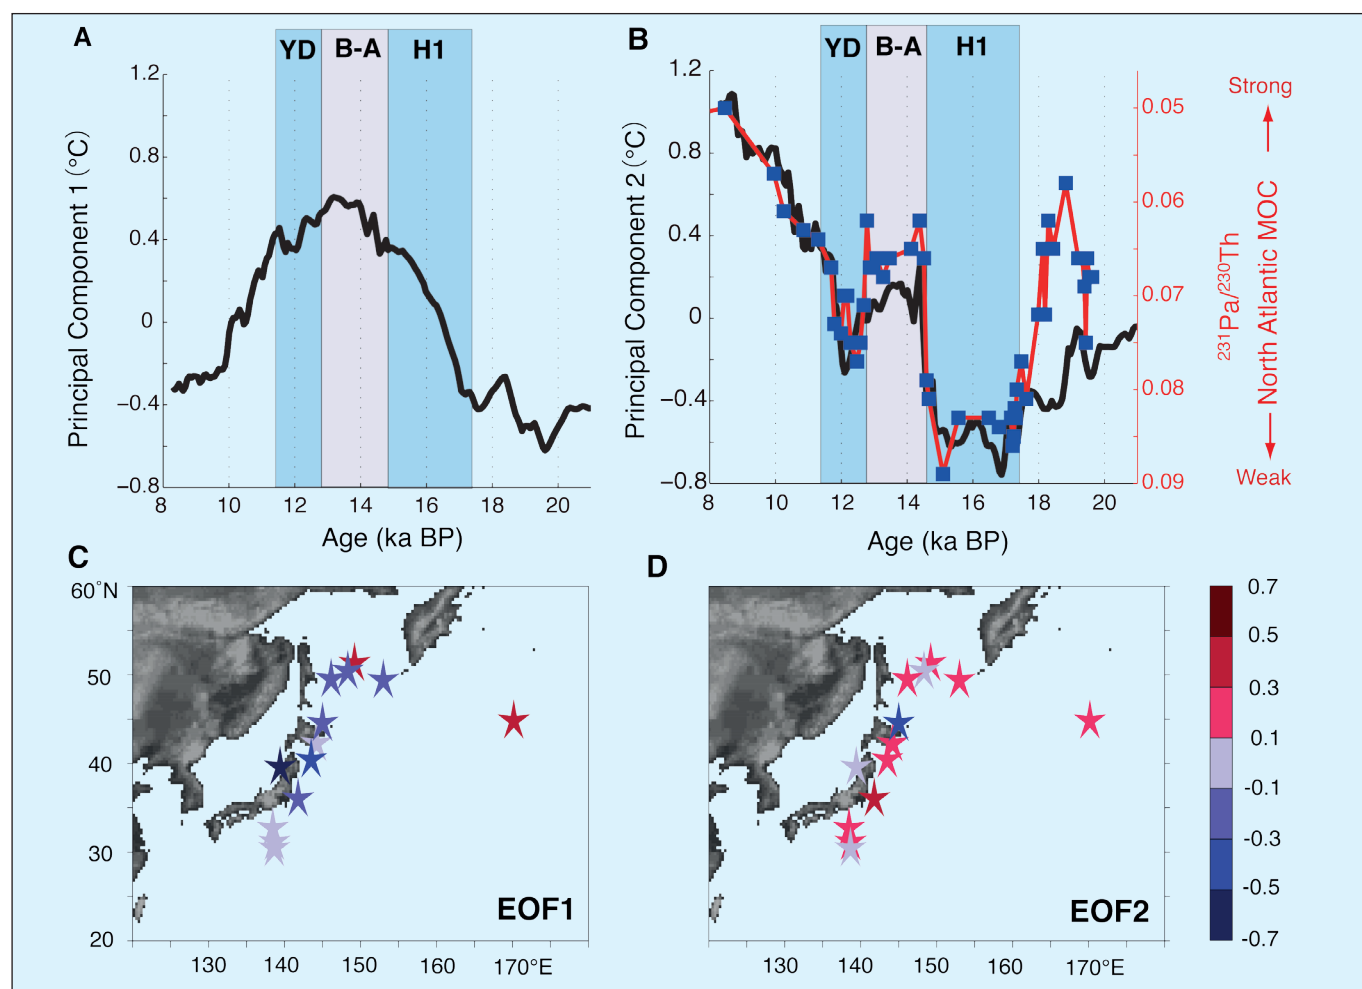 A
YD
B-A
H1
1.2
0.8
0.4
0
−0.4
−0.8
Principal Component 1 (°C)
8
10
12
14
16
18
20
Age (ka BP)
B
YD
B-A
H1
1.2
0.8
0.4
0
−0.4
−0.8
Principal Component 2 (°C)
8
10
12
14
16
18
20
Age (ka BP)
0.05
0.06
0.07
0.08
0.09
²³¹Pa/²³⁰Th
Strong
North Atlantic MOC
Weak
C
60°N
50
40
30
20
130
140
150
160
170°E
EOF1
D
130
140
150
160
170°E
EOF2
0.7
0.5
0.3
0.1
-0.1
-0.3
-0.5
-0.7